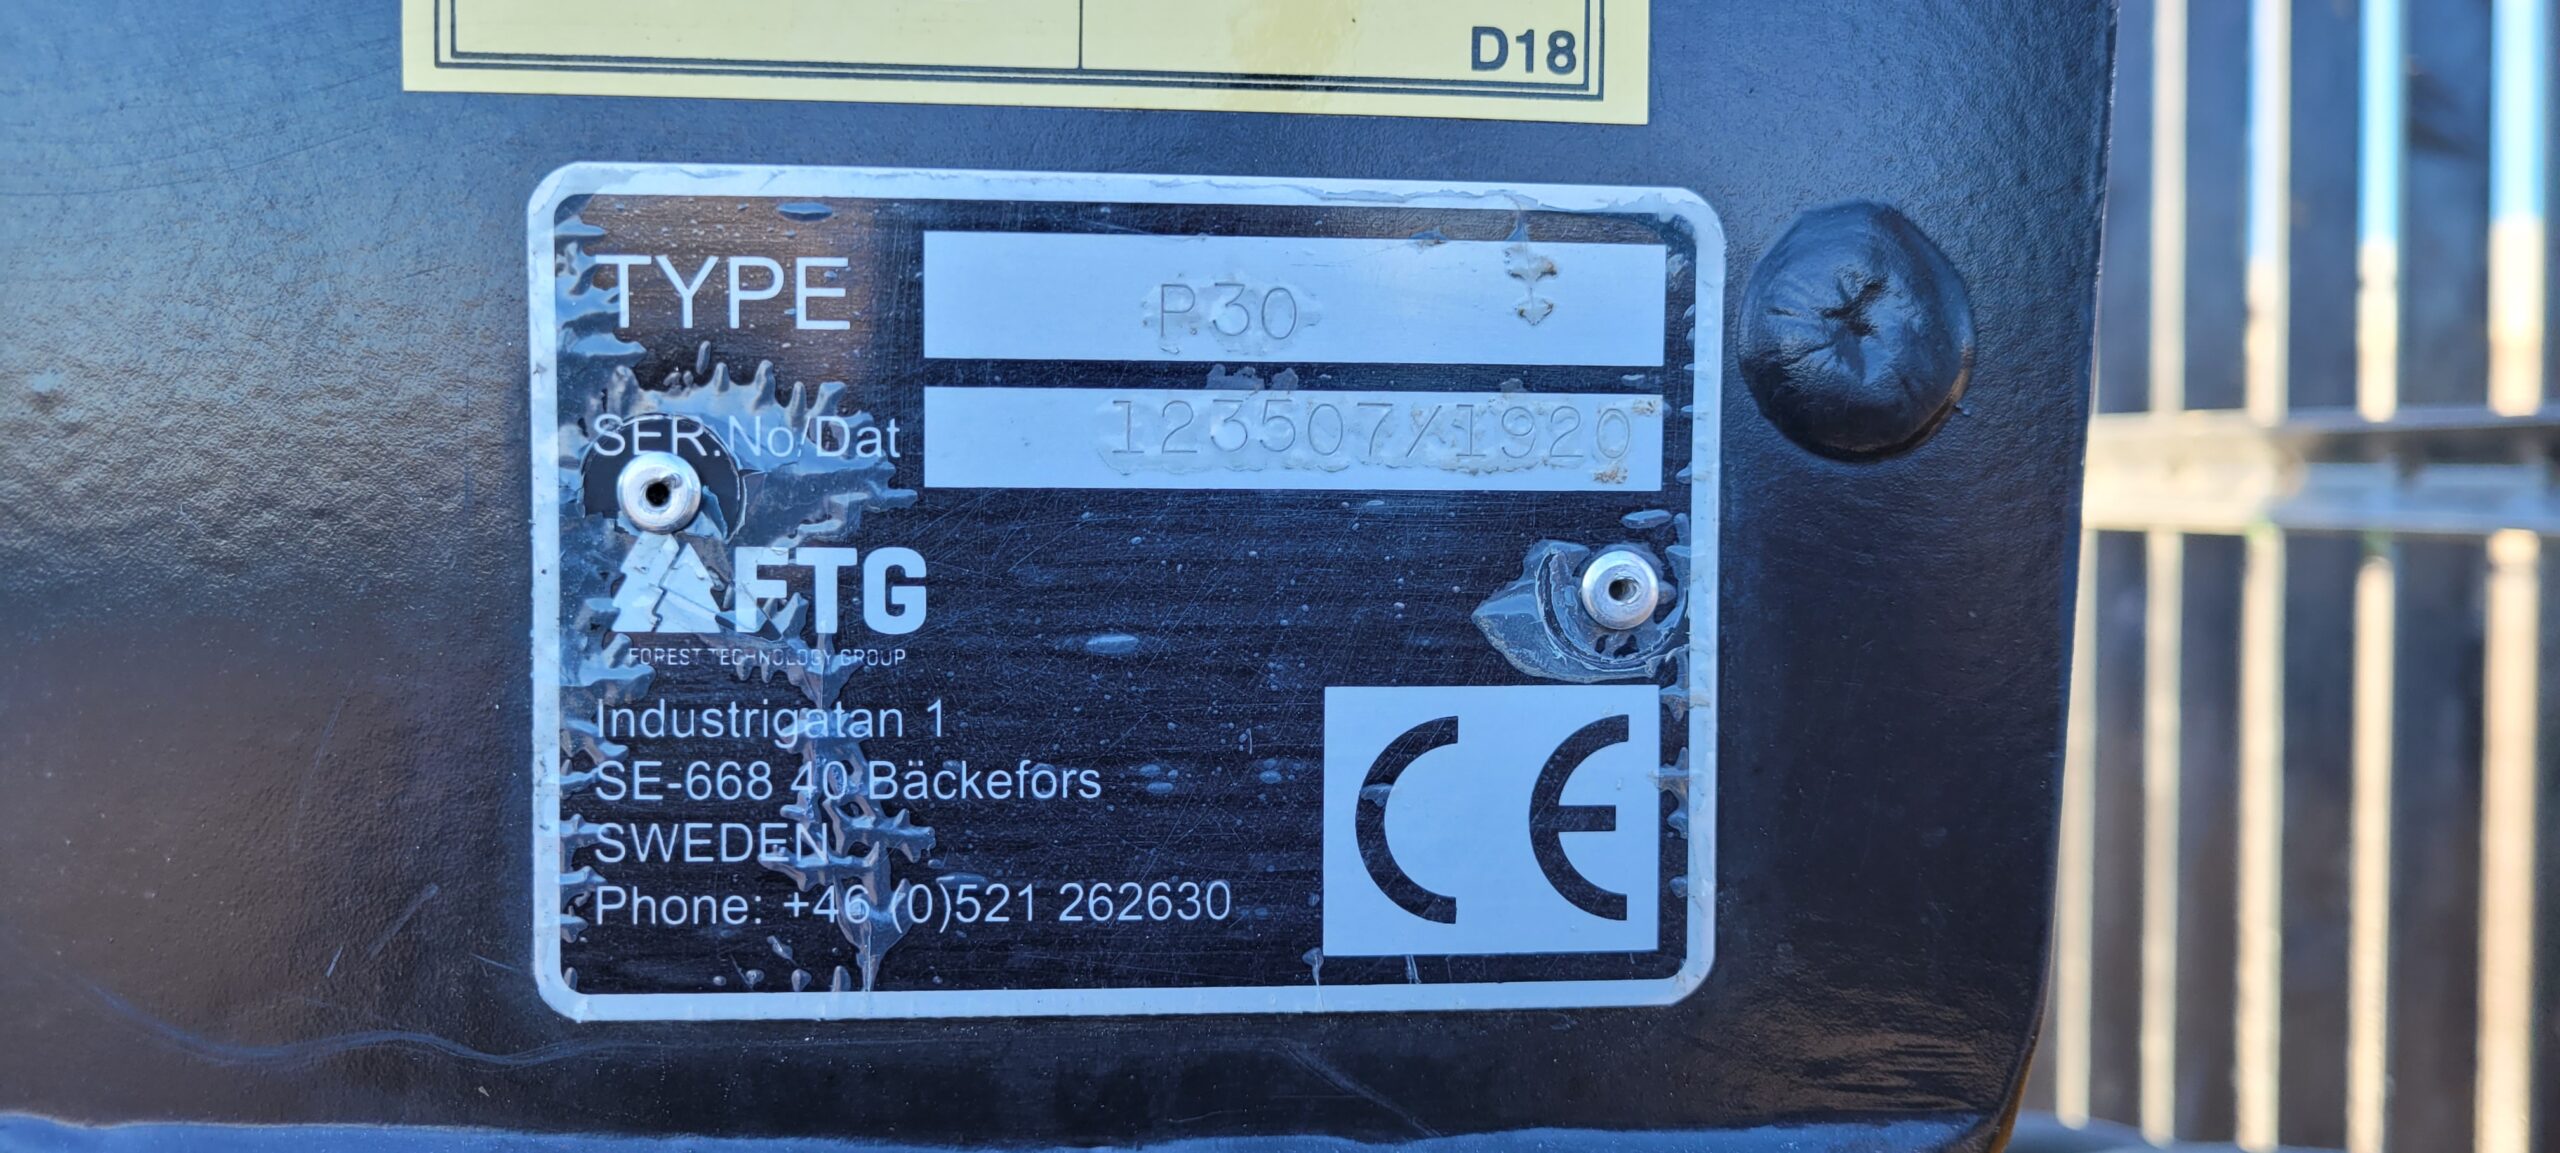 D18
TYPE P30
SER.No/Dat 123507/1920
FTG
FOREST TECHNOLOGY GROUP
Industrigatan 1
SE-668 40 Bäckefors
SWEDEN
Phone: +46 (0)521 262630
CE